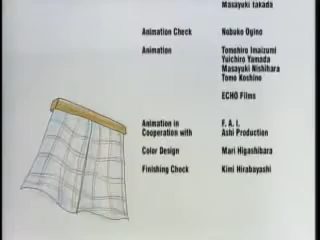 Masayuki Takada
Animation Check Nobuko Ogino
Animation Tomohiro Imaizumi
Yuichiro Yamada
Masayuki Nishihara
Tomo Koshino
ECHO Films
Animation in F. A. I.
Cooperation with Ashi Production
Color Design Mari Higashibara
Finishing Check Kimi Hirabayashi